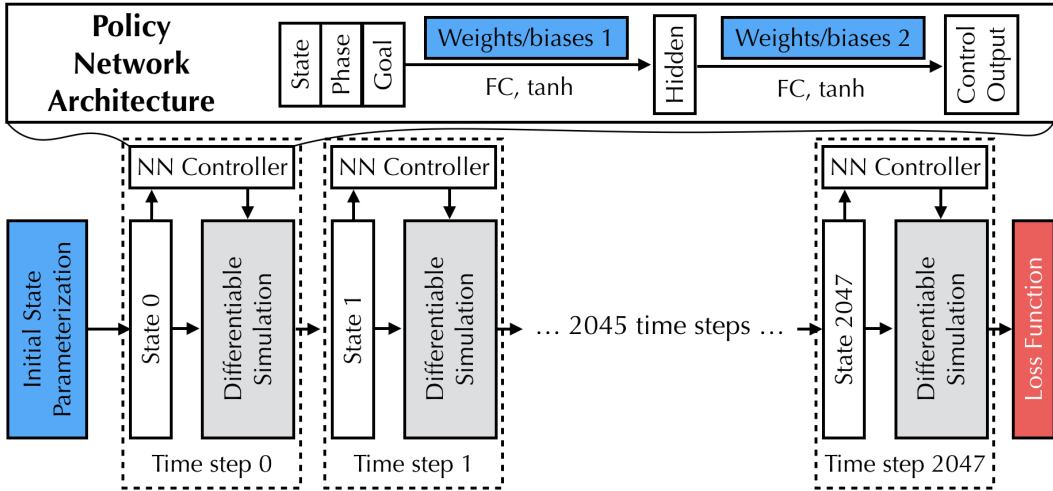 Policy
Network
Architecture
State
Phase
Goal
Weights/biases 1
FC, tanh
Hidden
Weights/biases 2
FC, tanh
Control
Output
NN Controller
NN Controller
NN Controller
Initial State
Parameterization
State 0
Differentiable
Simulation
State 1
Differentiable
Simulation
... 2045 time steps ...
State 2047
Differentiable
Simulation
Loss Function
Time step 0
Time step 1
Time step 2047